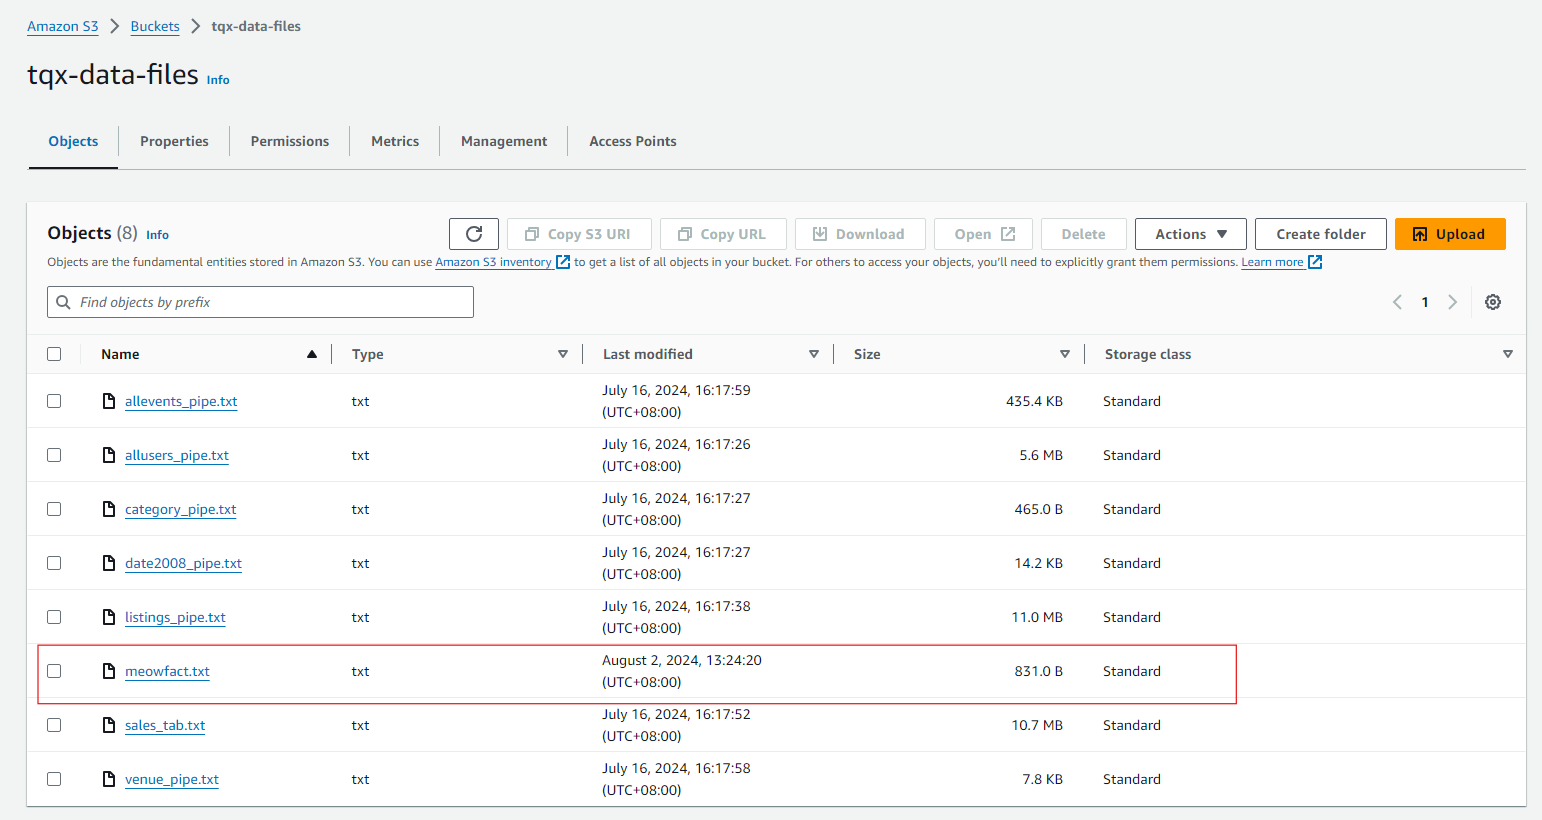 Amazon S3 > Buckets > tqx-data-files
tqx-data-files Info
Objects Properties Permissions Metrics Management Access Points
Objects (8) Info Copy S3 URI Copy URL Download Open Delete Actions ▼ Create folder Upload
Objects are the fundamental entities stored in Amazon S3. You can use Amazon S3 inventory to get a list of all objects in your bucket. For others to access your objects, you'll need to explicitly grant them permissions. Learn more
Find objects by prefix < 1 >
Name Type Last modified Size Storage class
allevents_pipe.txt txt July 16, 2024, 16:17:59 435.4 KB Standard
(UTC+08:00)
allusers_pipe.txt txt July 16, 2024, 16:17:26 5.6 MB Standard
(UTC+08:00)
category_pipe.txt txt July 16, 2024, 16:17:27 465.0 B Standard
(UTC+08:00)
date2008_pipe.txt txt July 16, 2024, 16:17:27 14.2 KB Standard
(UTC+08:00)
listings_pipe.txt txt July 16, 2024, 16:17:38 11.0 MB Standard
(UTC+08:00)
meowfact.txt txt August 2, 2024, 13:24:20 831.0 B Standard
(UTC+08:00)
sales_tab.txt txt July 16, 2024, 16:17:52 10.7 MB Standard
(UTC+08:00)
venue_pipe.txt txt July 16, 2024, 16:17:58 7.8 KB Standard
(UTC+08:00)